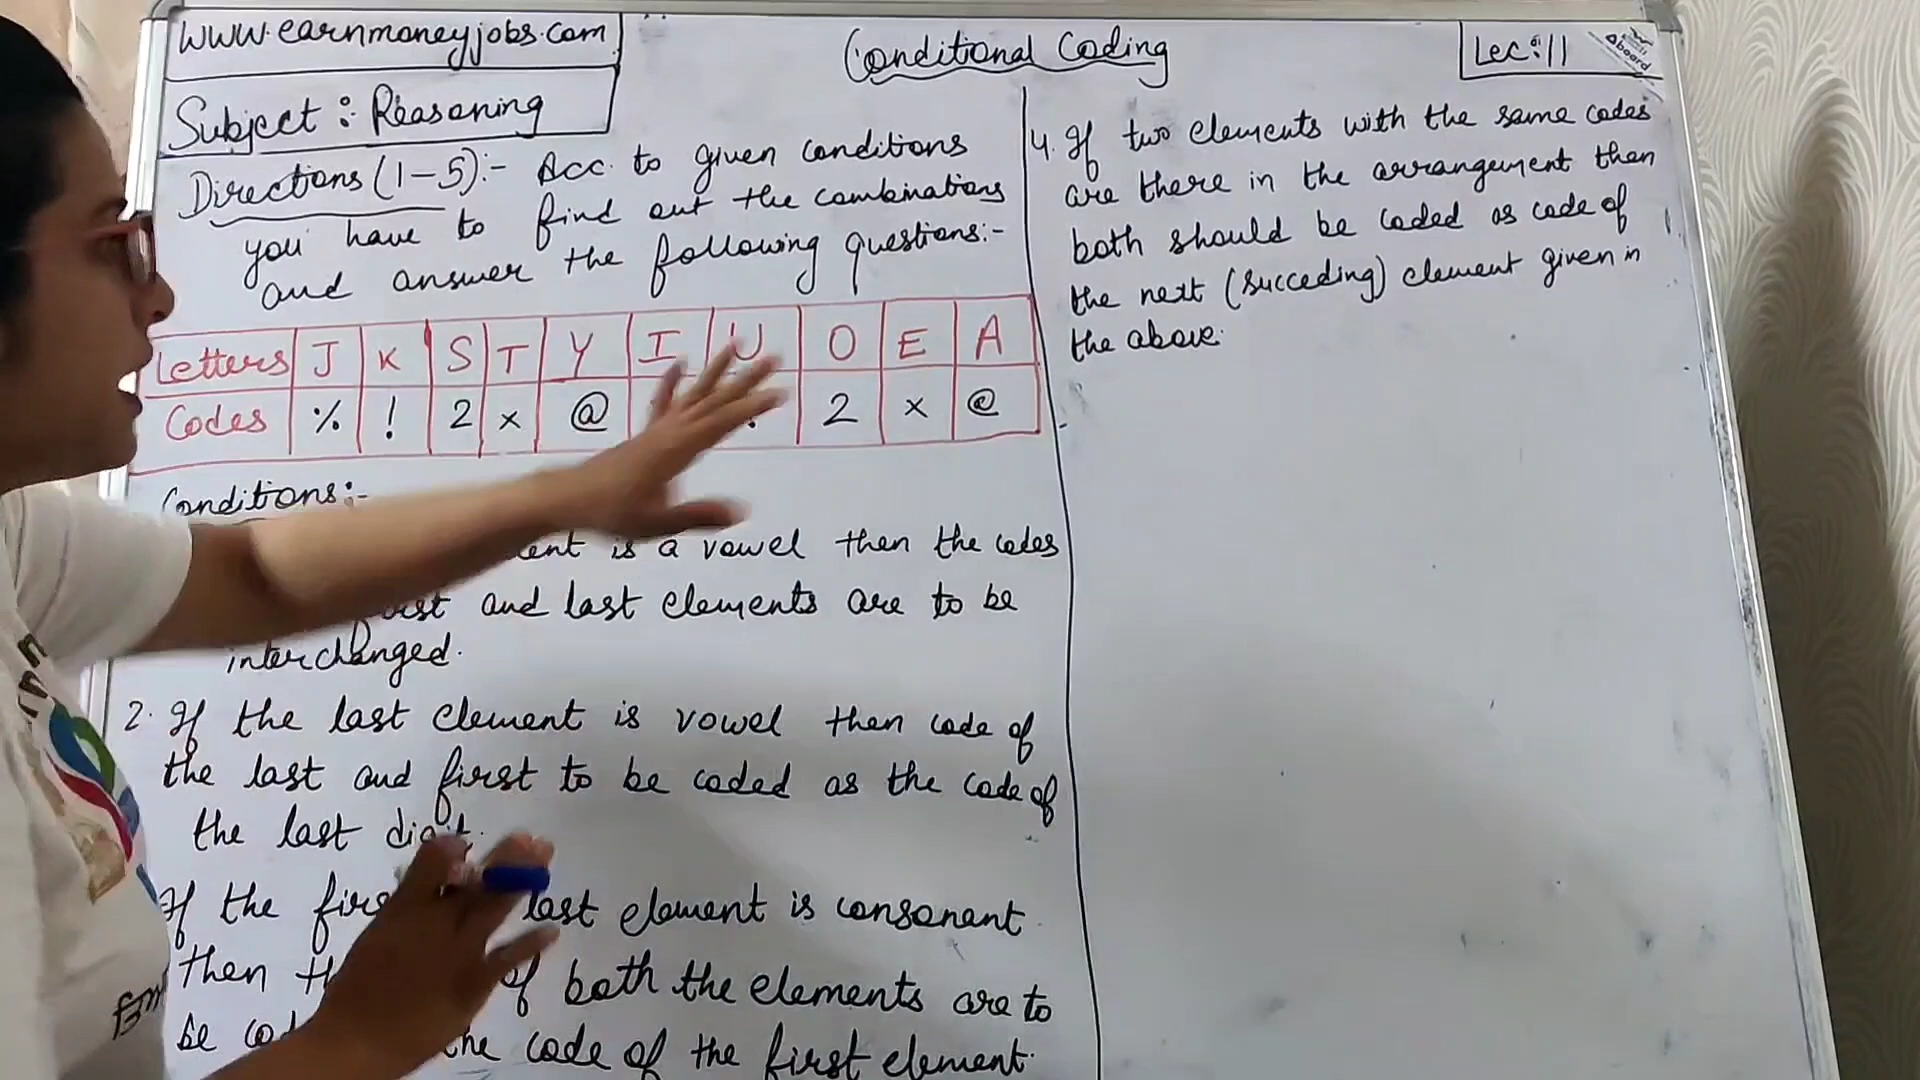 www.earnmoneyjobs.com
Conditional Coding
Lec:11
Subject : Reasoning
Directions (1-5):- Acc. to given conditions
you have to find out the combinations
and answer the following questions:-
Letters J K S T Y I U O E A
Codes % ! 2 × @ 2 × @
Conditions:-
is a vowel then the codes
and last elements are to be
interchanged.
2. If the last element is vowel then code of
the last and first to be coded as the code of
the last digit.
If the last element is consonant
then of both the elements are to
be the code of the first element.
4. If two elements with the same codes
are there in the arrangement then
both should be coded as code of
the next (succeding) element given in
the above.